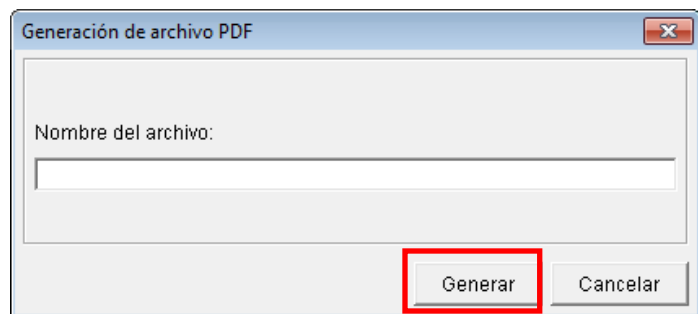 Generación de archivo PDF
Nombre del archivo:
Generar Cancelar